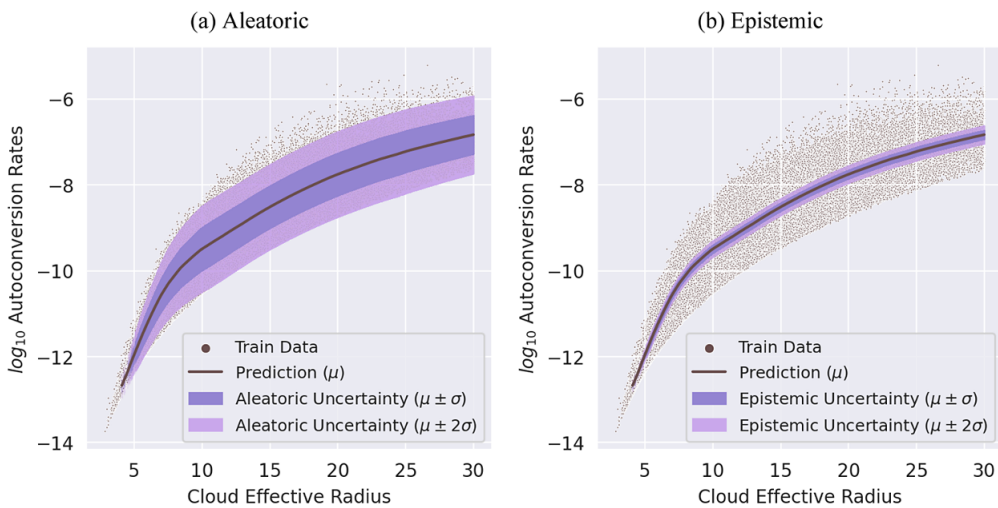 (a) Aleatoric
log10 Autoconversion Rates
−6
−8
−10
−12
−14
Train Data
Prediction (μ)
Aleatoric Uncertainty (μ ± σ)
Aleatoric Uncertainty (μ ± 2σ)
5 10 15 20 25 30
Cloud Effective Radius
(b) Epistemic
log10 Autoconversion Rates
−6
−8
−10
−12
−14
Train Data
Prediction (μ)
Epistemic Uncertainty (μ ± σ)
Epistemic Uncertainty (μ ± 2σ)
5 10 15 20 25 30
Cloud Effective Radius